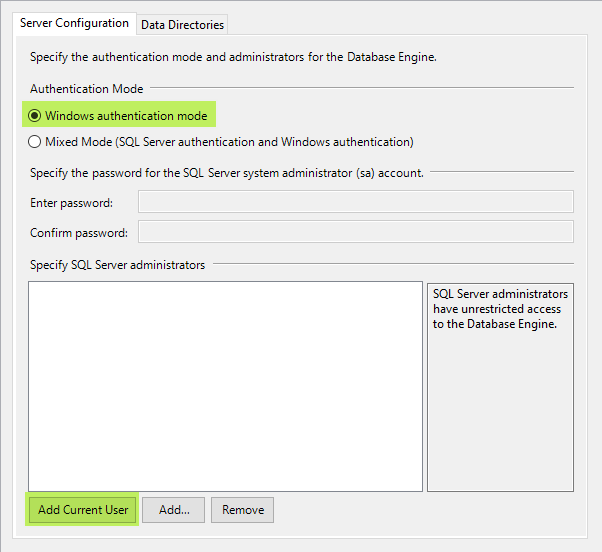 Server Configuration
Data Directories
Specify the authentication mode and administrators for the Database Engine.
Authentication Mode
Windows authentication mode
Mixed Mode (SQL Server authentication and Windows authentication)
Specify the password for the SQL Server system administrator (sa) account.
Enter password:
Confirm password:
Specify SQL Server administrators
SQL Server administrators
have unrestricted access
to the Database Engine.
Add Current User
Add...
Remove